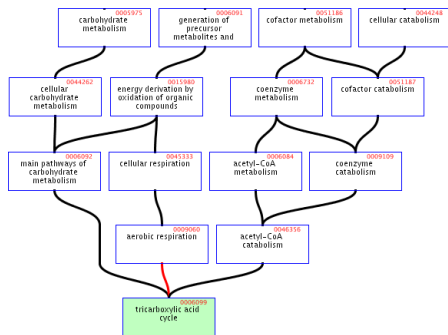 0005975
carbohydrate
metabolism
0006091
generation of
precursor
metabolites and
0051186
cofactor metabolism
0044248
cellular catabolism
0044262
cellular
carbohydrate
metabolism
0015980
energy derivation by
oxidation of organic
compounds
0006732
coenzyme
metabolism
0051187
cofactor catabolism
0006092
main pathways of
carbohydrate
metabolism
0045333
cellular respiration
0006084
acetyl-CoA
metabolism
0009109
coenzyme
catabolism
0009060
aerobic respiration
0046356
acetyl-CoA
catabolism
0006099
tricarboxylic acid
cycle